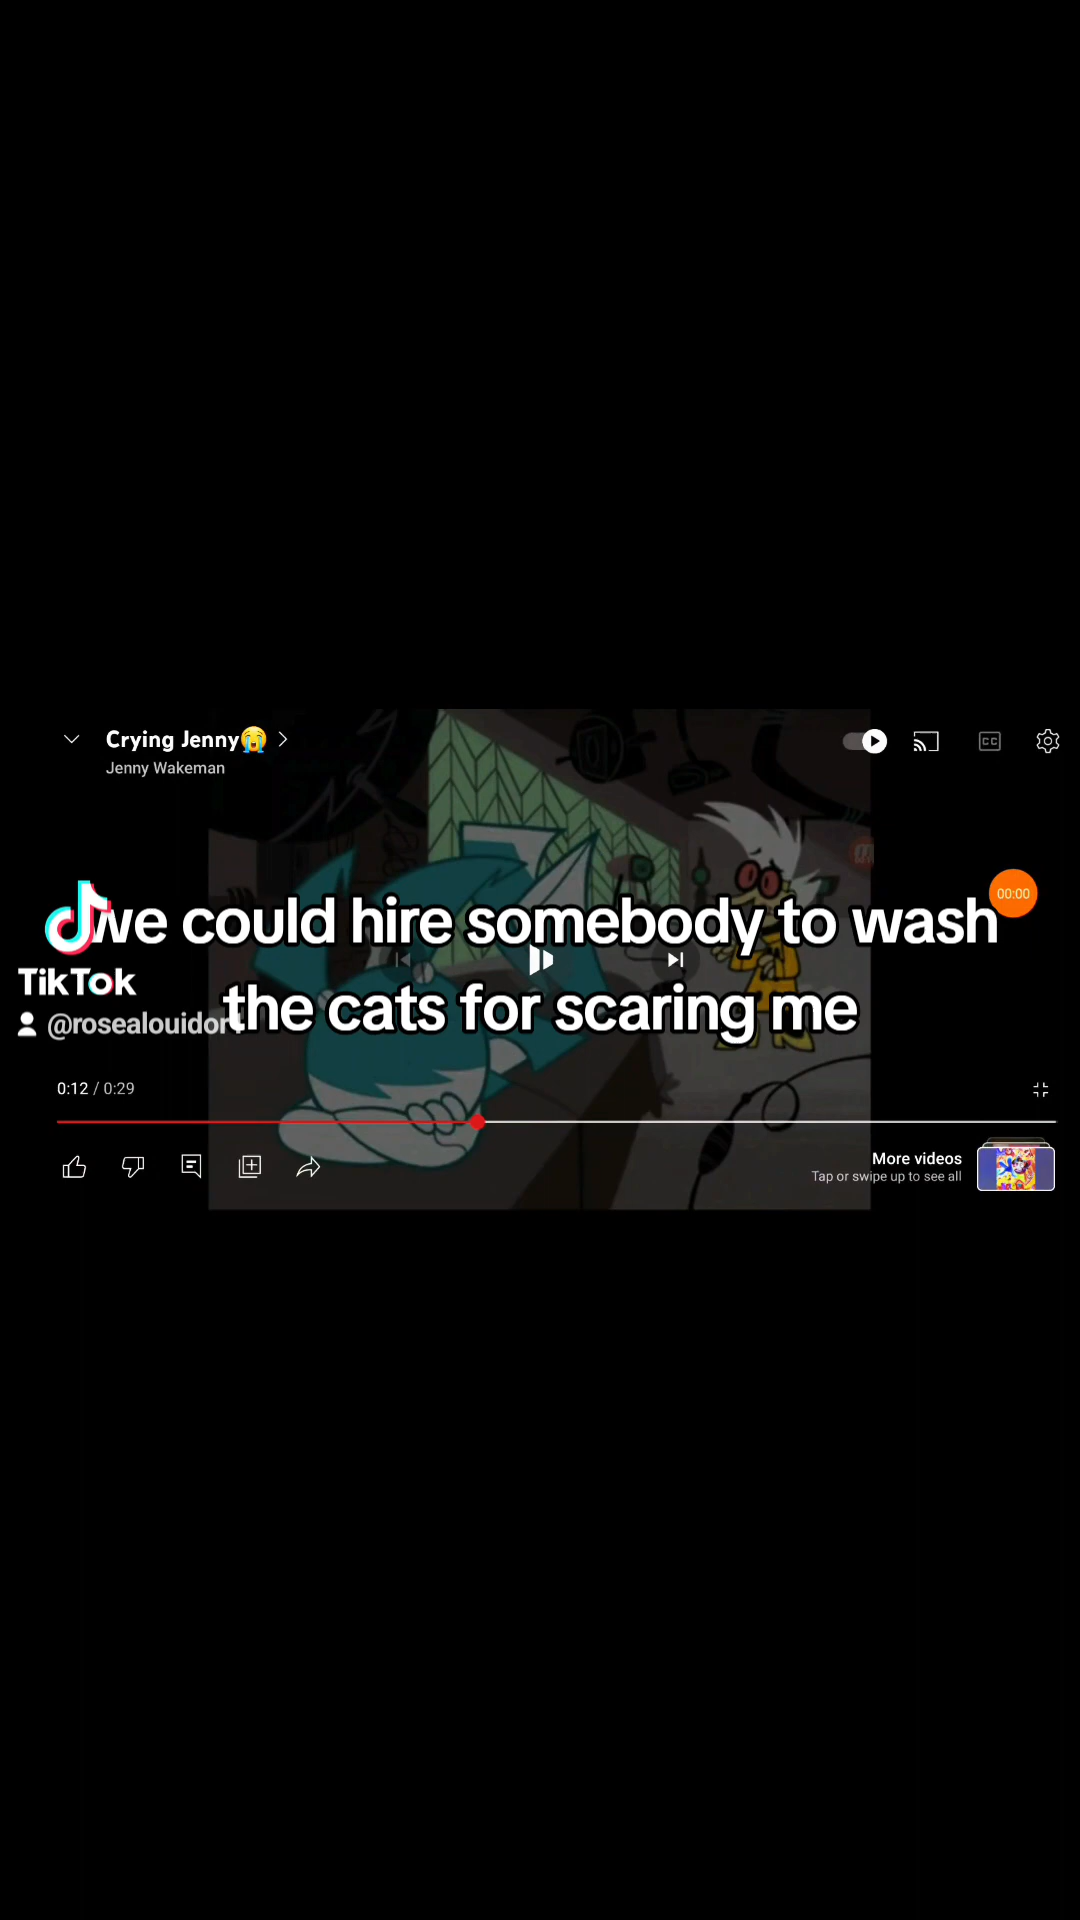 Crying Jenny😭
Jenny Wakeman
CC
00:00
we could hire somebody to wash
the cats for scaring me
TikTok
@rosealouidor
0:12 / 0:29
More videos
Tap or swipe up to see all